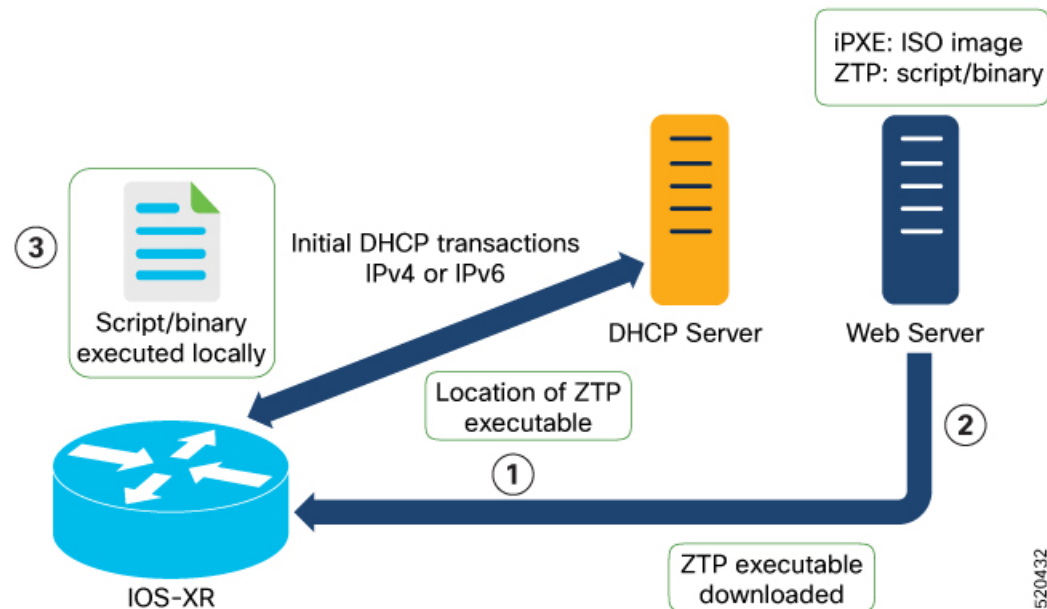 iPXE: ISO image
ZTP: script/binary
3
Script/binary
executed locally
Initial DHCP transactions
IPv4 or IPv6
DHCP Server
Web Server
Location of ZTP
executable
1
2
IOS-XR
ZTP executable
downloaded
520432